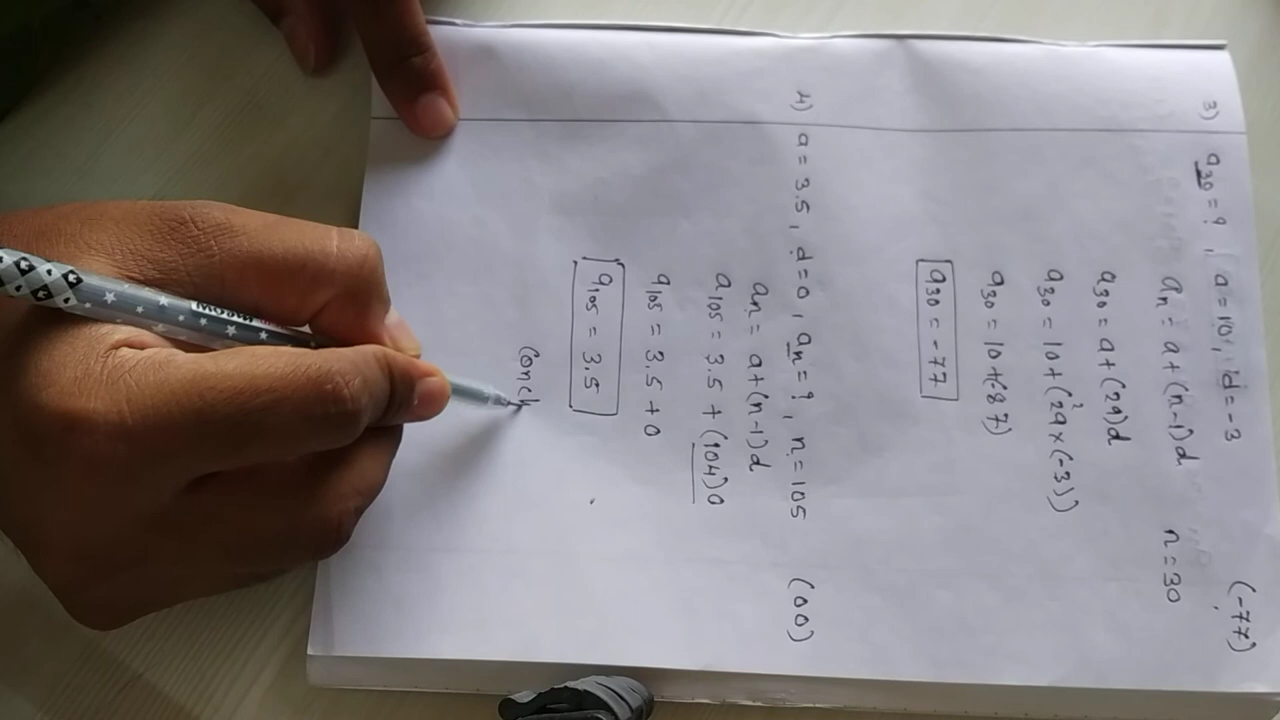 (-77)
3) a30 = ? , a = 10, d = -3
an = a + (n-1)d n = 30
a30 = a + (29)d
a30 = 10 + (29 × (-3))
a30 = 10 + (-87)
a30 = -77
4) a = 3.5, d = 0, an = ?, n = 105 (00)
an = a + (n-1)d
a105 = 3.5 + (104)0
a105 = 3.5 + 0
a105 = 3.5
Concl
meow